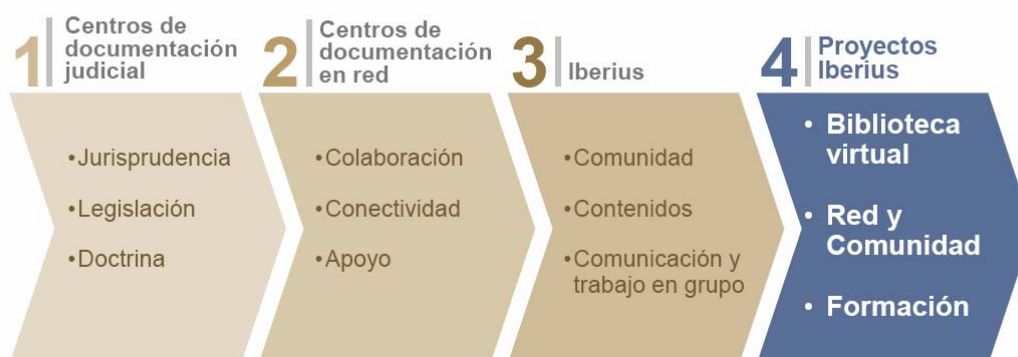 1
Centros de
documentación
judicial
•Jurisprudencia
•Legislación
•Doctrina
2
Centros de
documentación
en red
•Colaboración
•Conectividad
•Apoyo
3
Iberius
•Comunidad
•Contenidos
•Comunicación y
trabajo en grupo
4
Proyectos
Iberius
• Biblioteca
virtual
• Red y
Comunidad
• Formación